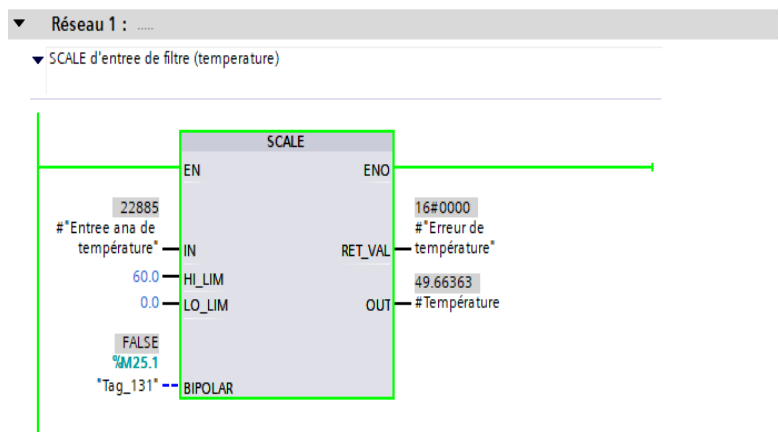 Réseau 1 : .....
SCALE d'entree de filtre (temperature)
SCALE
EN ENO
22885 16#0000
#"Entree ana de #"Erreur de
température" IN RET_VAL température"
60.0 HI_LIM 49.66363
0.0 LO_LIM OUT #Température
FALSE
%M25.1
"Tag_131" BIPOLAR